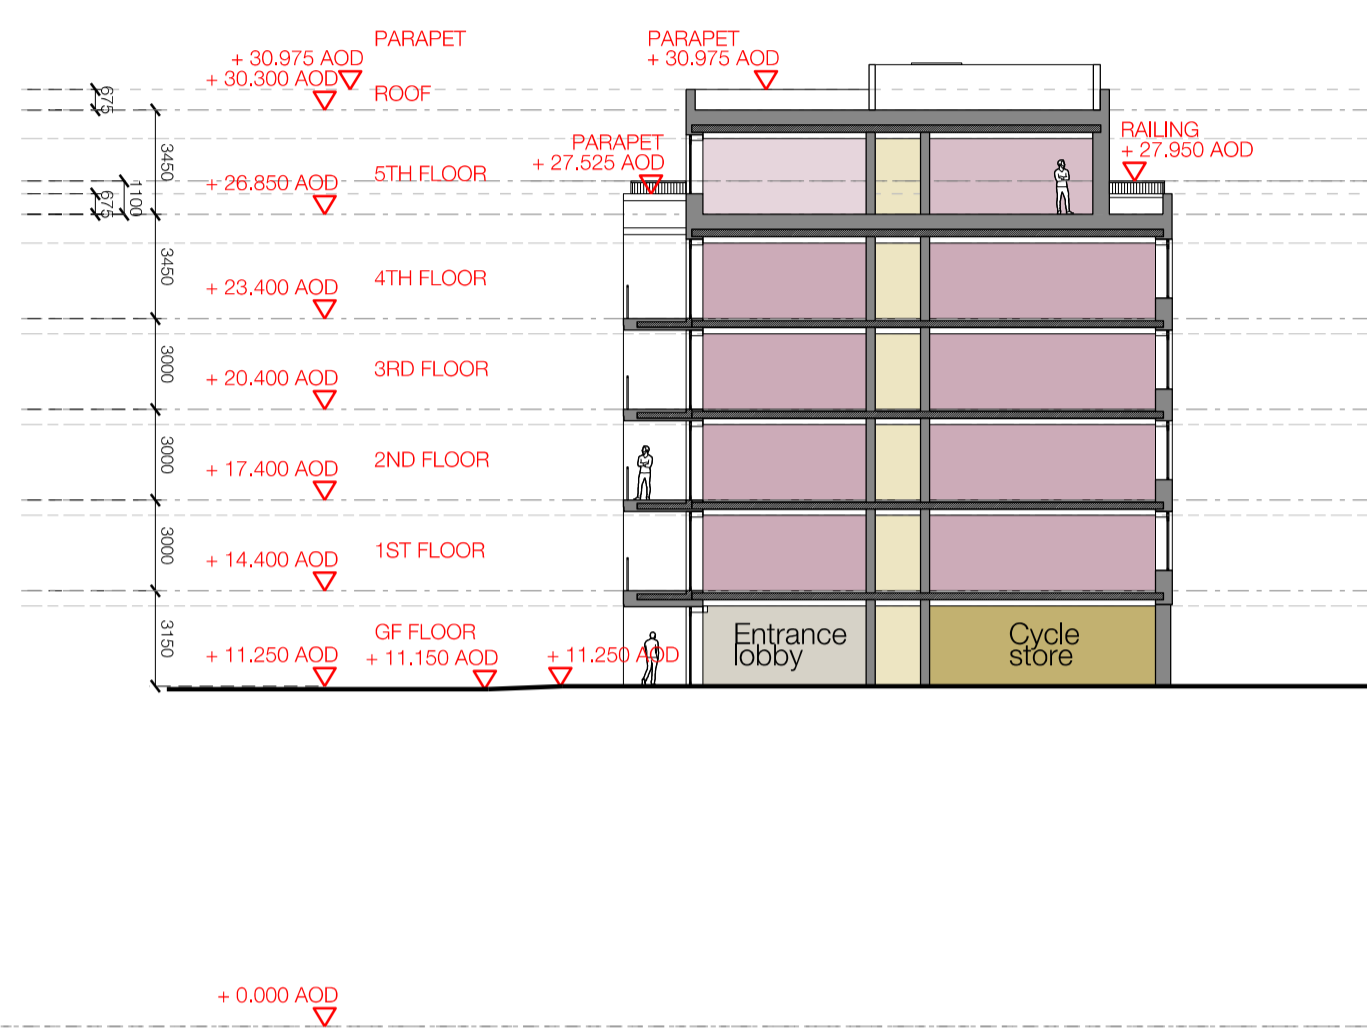 PARAPET
+ 30.975 AOD
+ 30.300 AOD
ROOF
PARAPET
+ 30.975 AOD
675
3450
PARAPET
+ 27.525 AOD
RAILING
+ 27.950 AOD
5TH FLOOR
+ 26.850 AOD
1100
675
3450
4TH FLOOR
+ 23.400 AOD
3000
3RD FLOOR
+ 20.400 AOD
3000
2ND FLOOR
+ 17.400 AOD
3000
1ST FLOOR
+ 14.400 AOD
3150
GF FLOOR
+ 11.250 AOD
+ 11.150 AOD
+ 11.250 AOD
Entrance
lobby
Cycle
store
+ 0.000 AOD